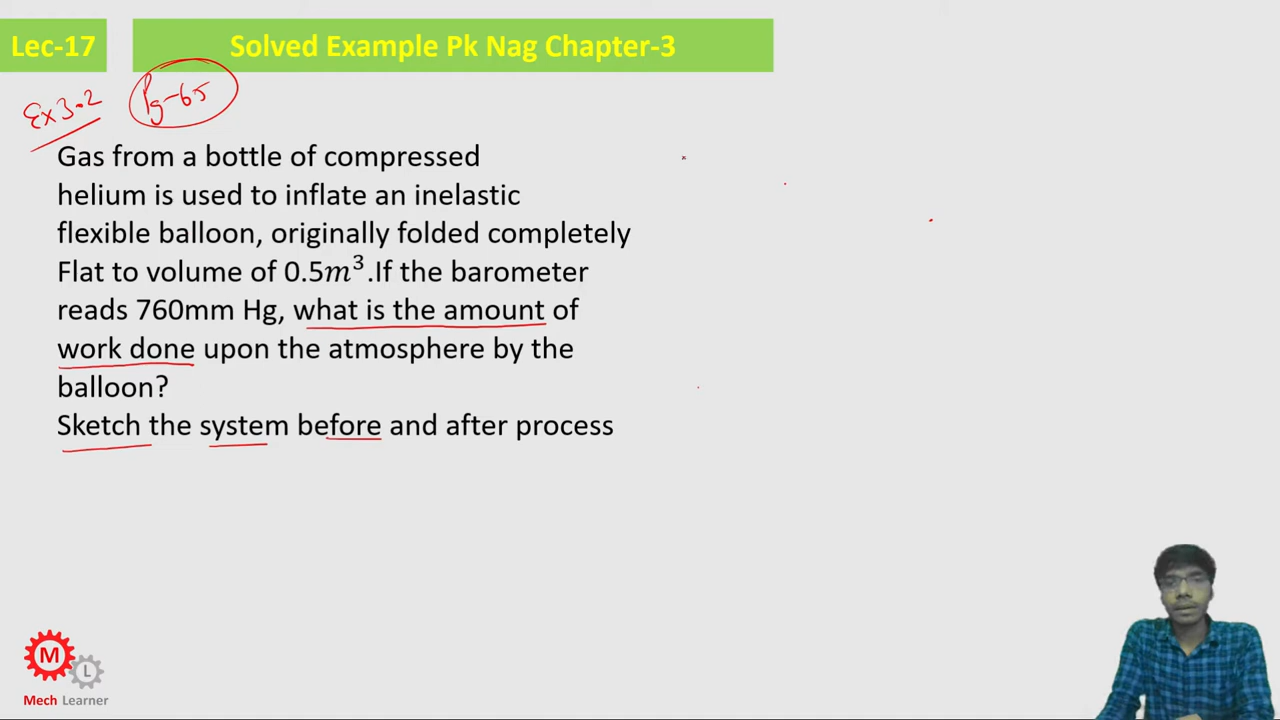 Lec-17
Solved Example Pk Nag Chapter-3
Ex 3.2
Pg-65
Gas from a bottle of compressed
helium is used to inflate an inelastic
flexible balloon, originally folded completely
Flat to volume of 0.5m³.If the barometer
reads 760mm Hg, what is the amount of
work done upon the atmosphere by the
balloon?
Sketch the system before and after process
M
L
Mech Learner